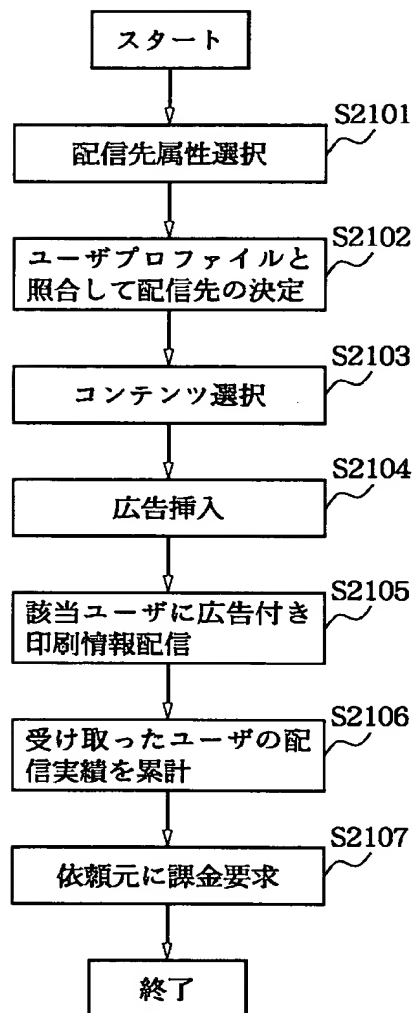 スタート
S2101
配信先属性選択
S2102
ユーザプロファイルと
照合して配信先の決定
S2103
コンテンツ選択
S2104
広告挿入
S2105
該当ユーザに広告付き
印刷情報配信
S2106
受け取ったユーザの配
信実績を累計
S2107
依頼元に課金要求
終了